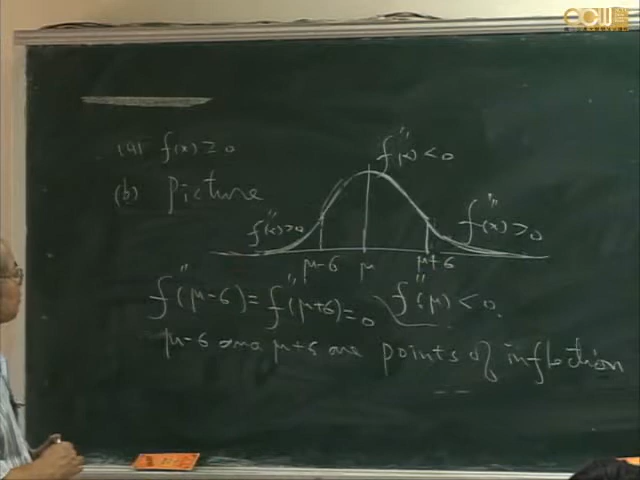 (a) f(x) ≥ 0
f''(x) < 0
(b) Picture
f''(x) > 0
f''(x) > 0
μ-σ μ μ+σ
f''(μ-σ) = f''(μ+σ) = 0 f''(μ) < 0.
μ-σ and μ+σ are points of inflection